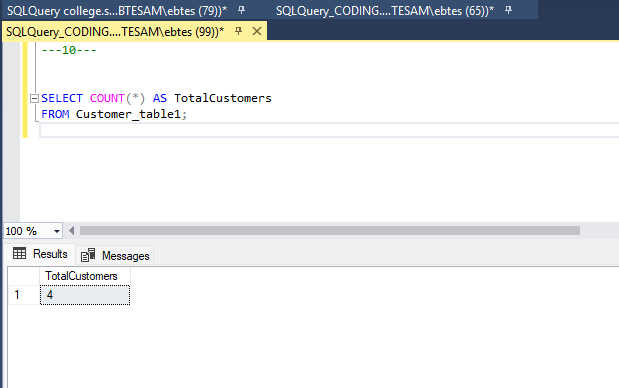 SQLQuery college.s...BTESAM\ebtes (79))* SQLQuery_CODING....TESAM\ebtes (65))*
SQLQuery_CODING....TESAM\ebtes (99))*
---10---
SELECT COUNT(*) AS TotalCustomers
FROM Customer_table1;
100 %
Results Messages
TotalCustomers
1 4